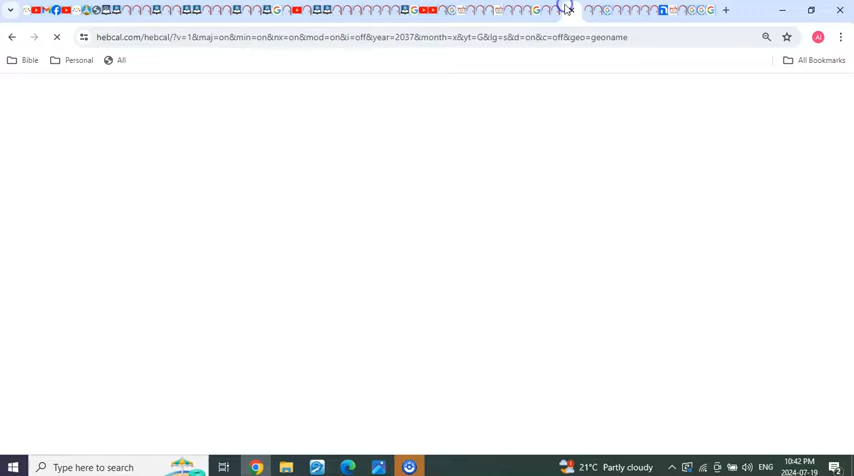 hebcal.com/hebcal/?v=1&maj=on&min=on&nx=on&mod=on&i=off&year=2037&month=x&yt=G&lg=s&d=on&c=off&geo=geoname
AI
Bible Personal All All Bookmarks
Type here to search 21°C Partly cloudy ENG 10:42 PM
2024-07-19
2